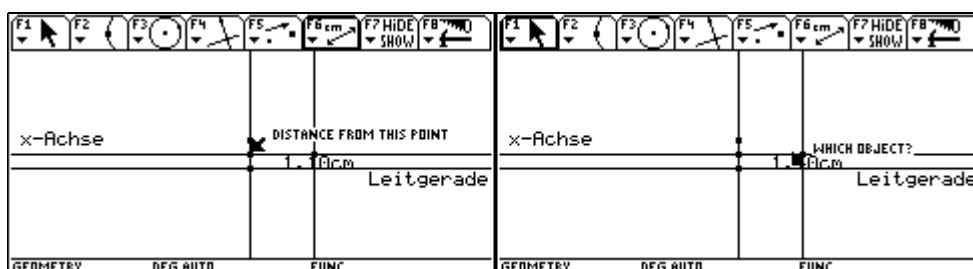 F1 F2 F3 F4 F5 F6 cm F7 HIDE SHOW F8
DISTANCE FROM THIS POINT
x-Achse
Leitgerade
GEOMETRY DEG AUTO FUNC
F1 F2 F3 F4 F5 F6 cm F7 HIDE SHOW F8
x-Achse
WHICH OBJECT?
Leitgerade
GEOMETRY DEG AUTO FUNC